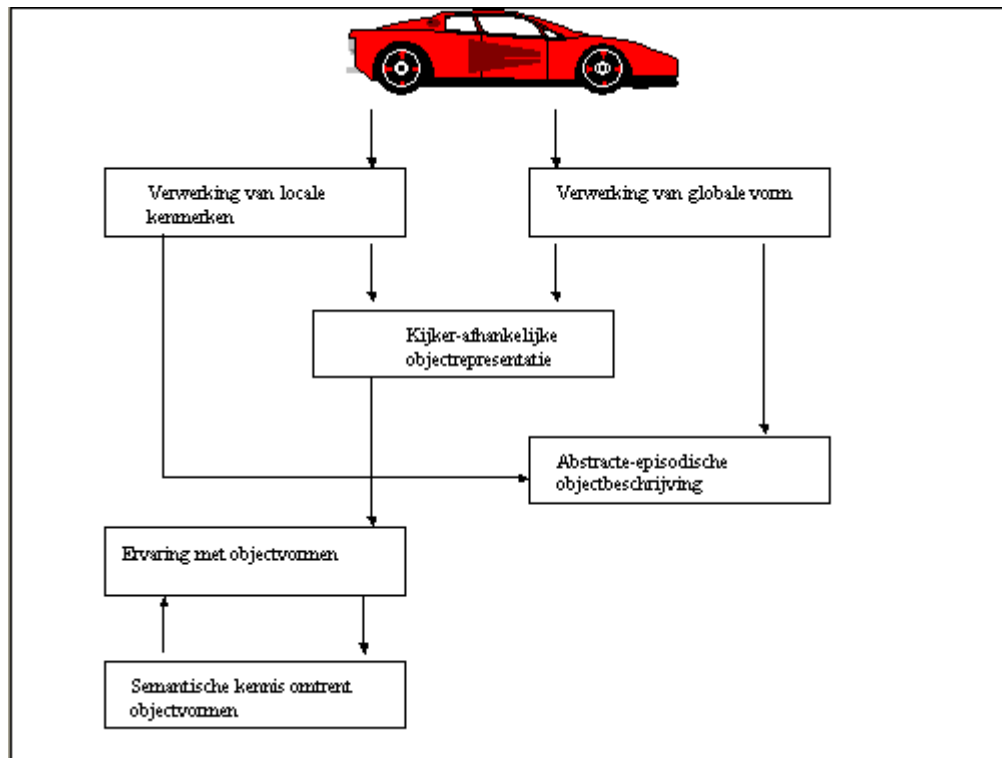 Verwerking van locale
kenmerken
Verwerking van globale vorm
Kijker-afhankelijke
objectrepresentatie
Abstracte-episodische
objectbeschrijving
Ervaring met objectvormen
Semantische kennis omtrent
objectvormen